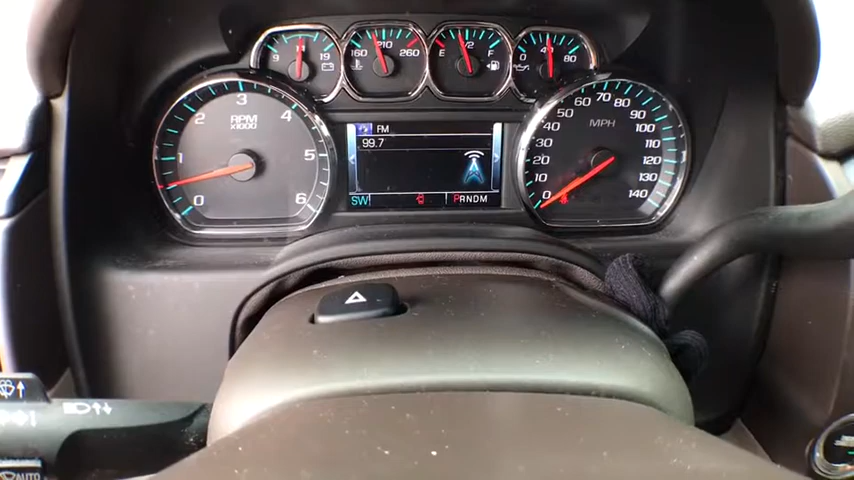 9 11 19
160 210 260
E 1/2 F
0 40 80
RPM
X1000
0 1 2 3 4 5 6
FM
99.7
SW PRNDM
MPH
0 10 20 30 40 50 60 70 80 90 100 110 120 130 140
AUTO